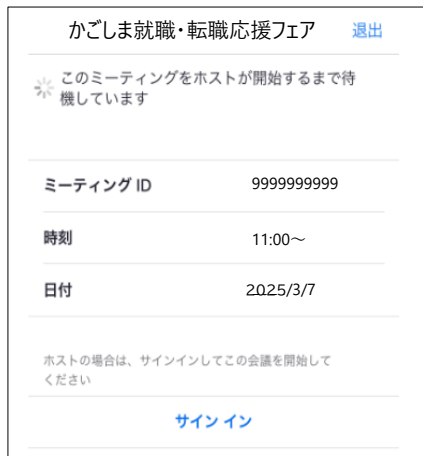 かごしま就職・転職応援フェア 退出
このミーティングをホストが開始するまで待
機しています
ミーティング ID 9999999999
時刻 11:00～
日付 2025/3/7
ホストの場合は、サインインしてこの会議を開始して
ください
サイン イン